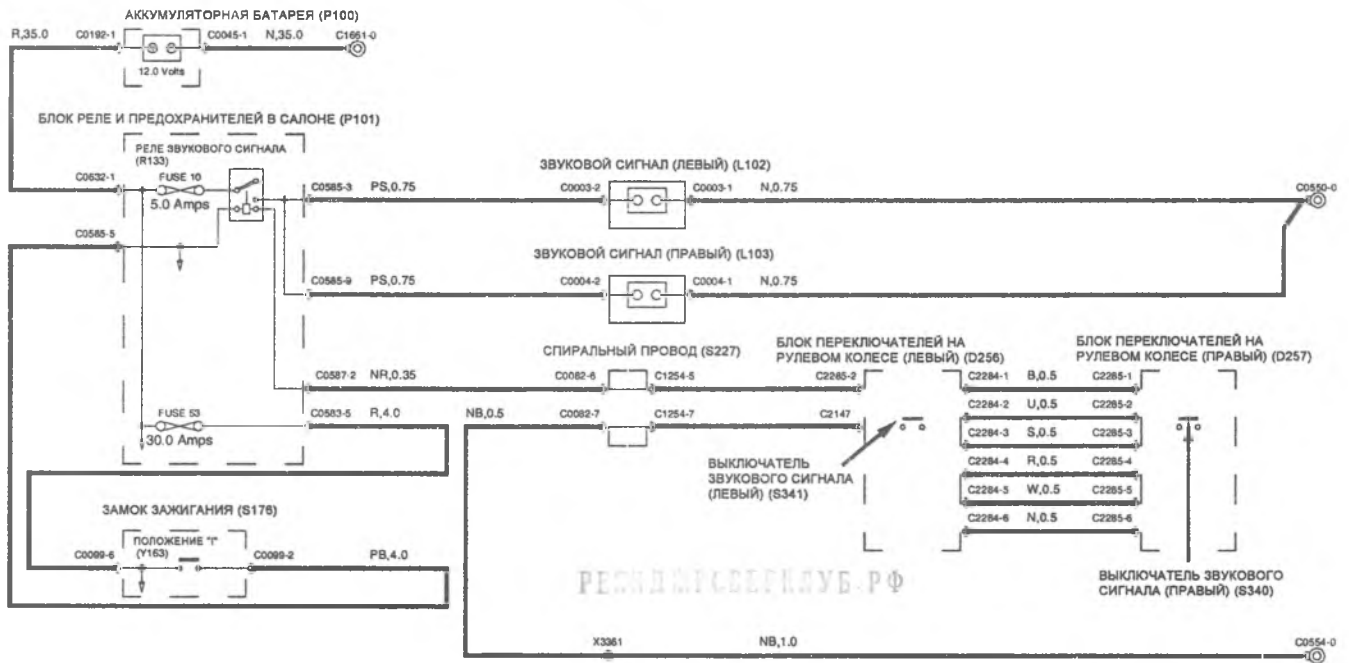 АККУМУЛЯТОРНАЯ БАТАРЕЯ (P100)
R,35.0 C0192-1 C0045-1 N,35.0 C1661-0
12.0 Volts
БЛОК РЕЛЕ И ПРЕДОХРАНИТЕЛЕЙ В САЛОНЕ (P101)
РЕЛЕ ЗВУКОВОГО СИГНАЛА
(R133)
C0632-1 FUSE 10
5.0 Amps
C0585-3 PS,0.75
ЗВУКОВОЙ СИГНАЛ (ЛЕВЫЙ) (L102)
C0003-2 C0003-1 N,0.75 C0550-0
C0585-5
ЗВУКОВОЙ СИГНАЛ (ПРАВЫЙ) (L103)
C0585-9 PS,0.75 C0004-2 C0004-1 N,0.75
СПИРАЛЬНЫЙ ПРОВОД (S227)
БЛОК ПЕРЕКЛЮЧАТЕЛЕЙ НА
РУЛЕВОМ КОЛЕСЕ (ЛЕВЫЙ) (D256)
БЛОК ПЕРЕКЛЮЧАТЕЛЕЙ НА
РУЛЕВОМ КОЛЕСЕ (ПРАВЫЙ) (D257)
C0587-2 NR,0.35 C0082-6 C1254-5 C2265-2 C2284-1 B,0.5 C2285-1
C2284-2 U,0.5 C2285-2
FUSE 53
30.0 Amps
C0583-5 R,4.0 NB,0.5 C0082-7 C1254-7 C2147
C2284-3 S,0.5 C2285-3
C2284-4 R,0.5 C2285-4
C2284-5 W,0.5 C2285-5
C2284-6 N,0.5 C2285-6
ВЫКЛЮЧАТЕЛЬ
ЗВУКОВОГО СИГНАЛА
(ЛЕВЫЙ) (S341)
ЗАМОК ЗАЖИГАНИЯ (S176)
ПОЛОЖЕНИЕ "I"
(Y163)
C0099-6 C0099-2 PB,4.0
ВЫКЛЮЧАТЕЛЬ ЗВУКОВОГО
СИГНАЛА (ПРАВЫЙ) (S340)
X3361 NB,1.0 C0554-0